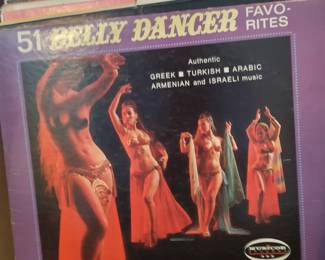 51 BELLY DANCER FAVO-
RITES
Authentic
GREEK ■ TURKISH ■ ARABIC
ARMENIAN and ISRAELI music